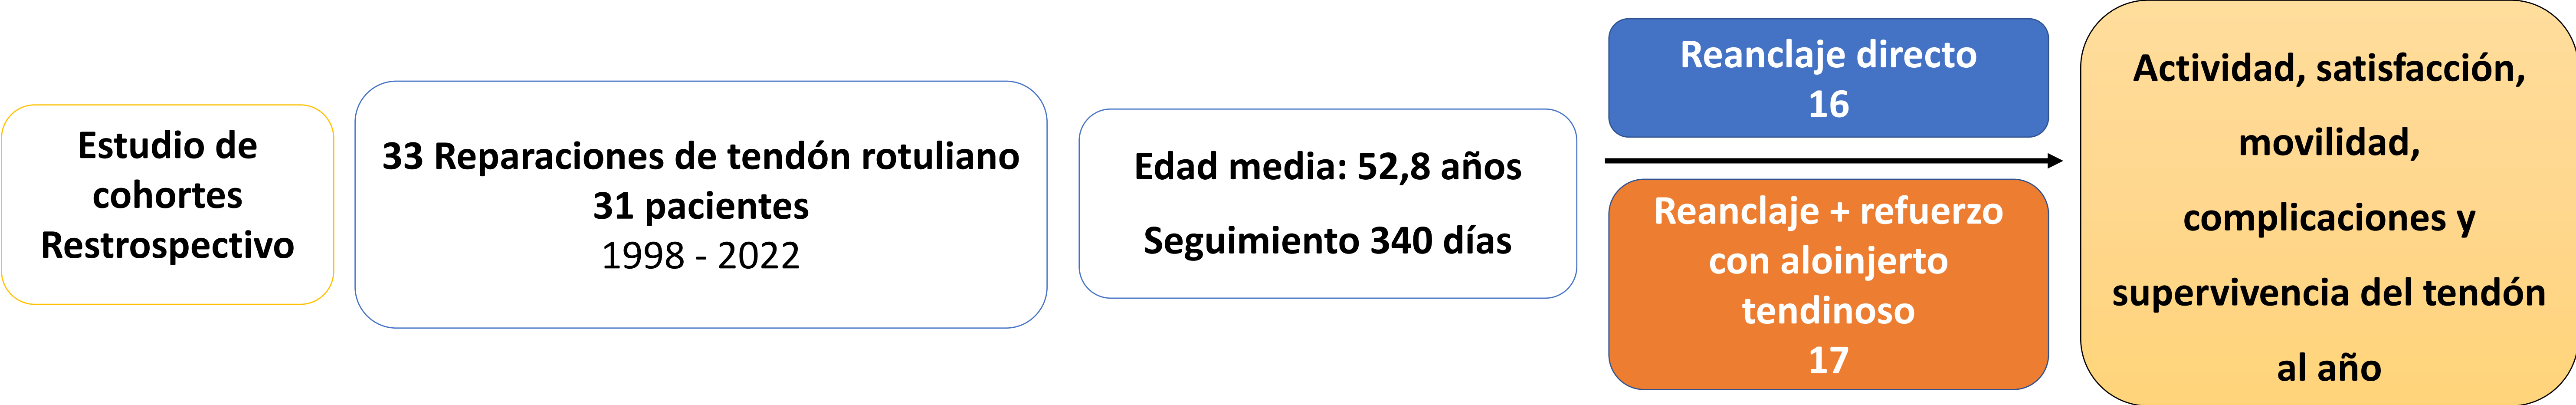 Estudio de
cohortes
Restrospectivo
33 Reparaciones de tendón rotuliano
31 pacientes
1998 - 2022
Edad media: 52,8 años
Seguimiento 340 días
Reanclaje directo
16
Reanclaje + refuerzo
con aloinjerto
tendinoso
17
Actividad, satisfacción,
movilidad,
complicaciones y
supervivencia del tendón
al año